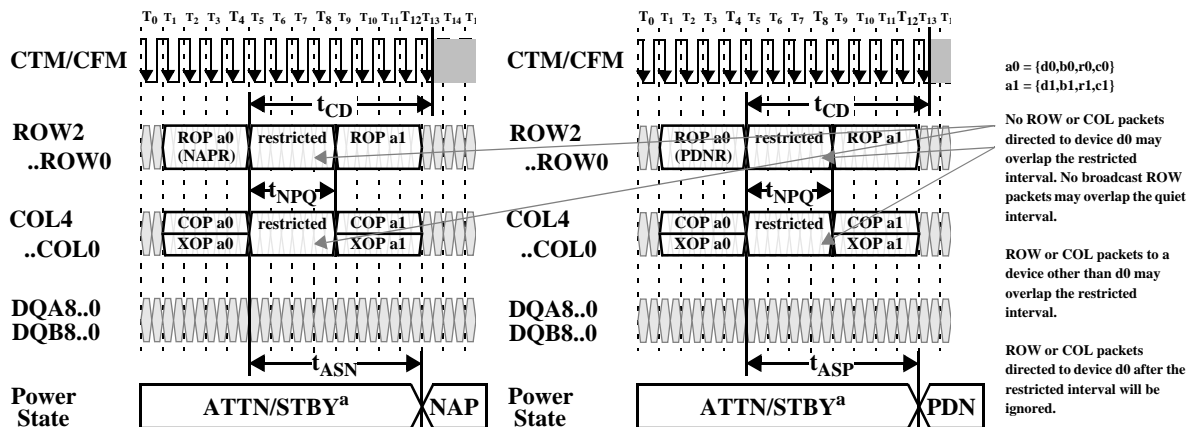 T0 T1 T2 T3 T4 T5 T6 T7 T8 T9 T10 T11 T12 T13 T14 T1
CTM/CFM
tCD
ROW2
..ROW0
ROP a0
(NAPR)
restricted
ROP a1
tNPQ
COL4
..COL0
COP a0
XOP a0
restricted
COP a1
XOP a1
DQA8..0
DQB8..0
tASN
Power
State
ATTN/STBYa
NAP
T0 T1 T2 T3 T4 T5 T6 T7 T8 T9 T10 T11 T12 T13 T1
CTM/CFM
tCD
ROW2
..ROW0
ROP a0
(PDNR)
restricted
ROP a1
tNPQ
COL4
..COL0
COP a0
XOP a0
restricted
COP a1
XOP a1
DQA8..0
DQB8..0
tASP
Power
State
ATTN/STBYa
PDN
a0 = {d0,b0,r0,c0}
a1 = {d1,b1,r1,c1}
No ROW or COL packets
directed to device d0 may
overlap the restricted
interval. No broadcast ROW
packets may overlap the quiet
interval.
ROW or COL packets to a
device other than d0 may
overlap the restricted
interval.
ROW or COL packets
directed to device d0 after the
restricted interval will be
ignored.